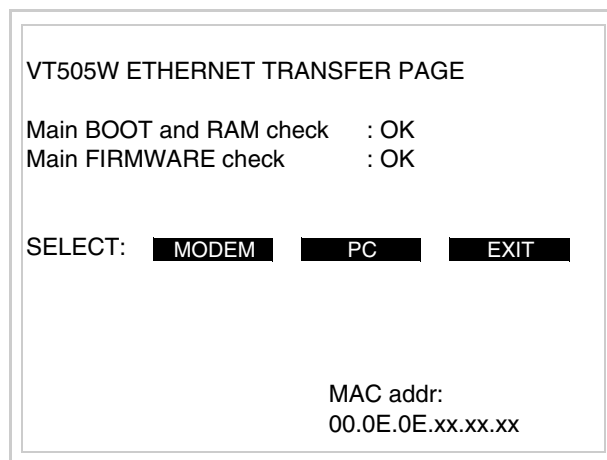 VT505W ETHERNET TRANSFER PAGE
Main BOOT and RAM check : OK
Main FIRMWARE check : OK
SELECT: MODEM PC EXIT
MAC addr:
00.0E.0E.xx.xx.xx